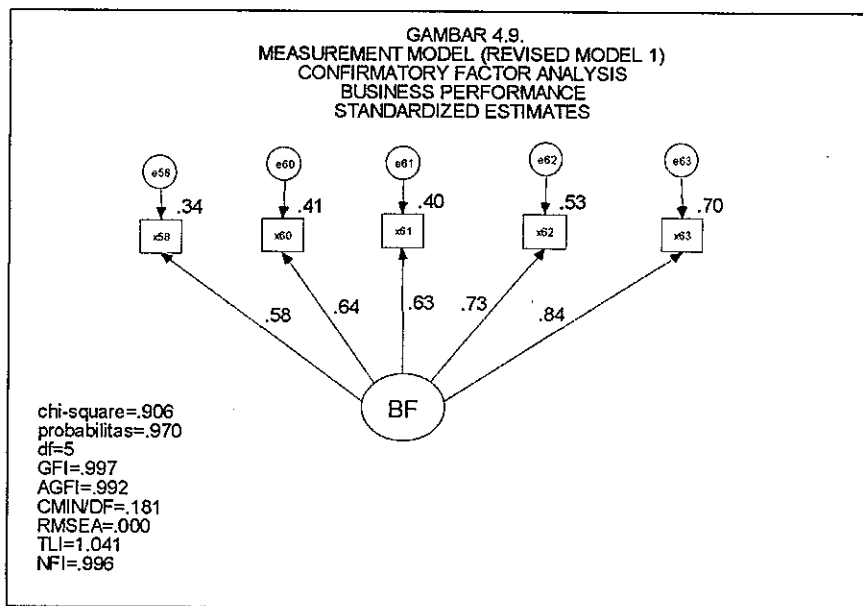 GAMBAR 4.9.
MEASUREMENT MODEL (REVISED MODEL 1)
CONFIRMATORY FACTOR ANALYSIS
BUSINESS PERFORMANCE
STANDARDIZED ESTIMATES
e58 e60 e61 e62 e63
.34 .41 .40 .53 .70
x58 x60 x61 x62 x63
.58 .64 .63 .73 .84
BF
chi-square=.906
probabilitas=.970
df=5
GFI=.997
AGFI=.992
CMIN/DF=.181
RMSEA=.000
TLI=1.041
NFI=.996